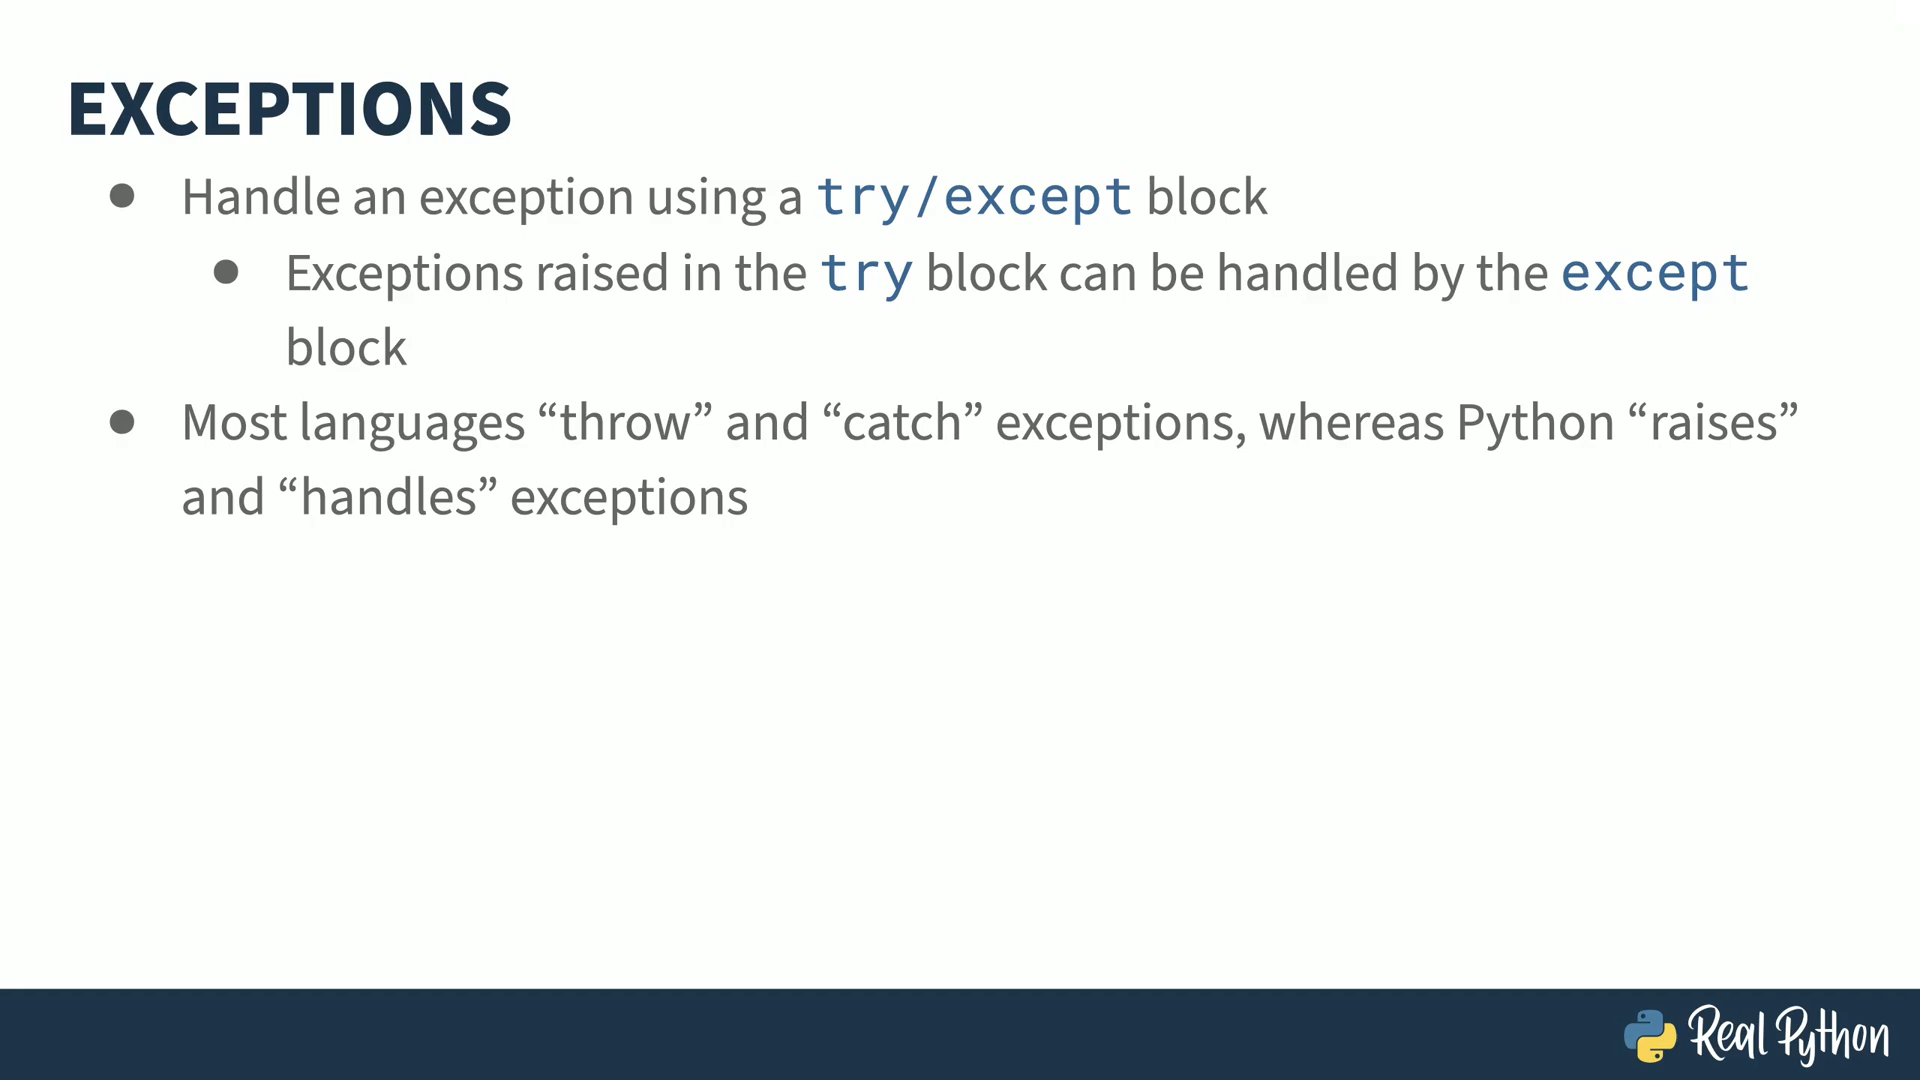 EXCEPTIONS
● Handle an exception using a try/except block
● Exceptions raised in the try block can be handled by the except
block
● Most languages “throw” and “catch” exceptions, whereas Python “raises”
and “handles” exceptions
Real Python